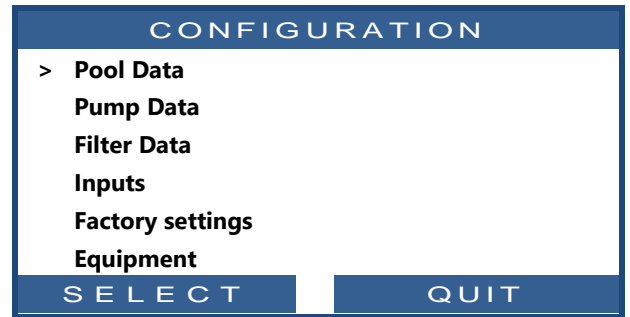 CONFIGURATION
> Pool Data
Pump Data
Filter Data
Inputs
Factory settings
Equipment
SELECT QUIT